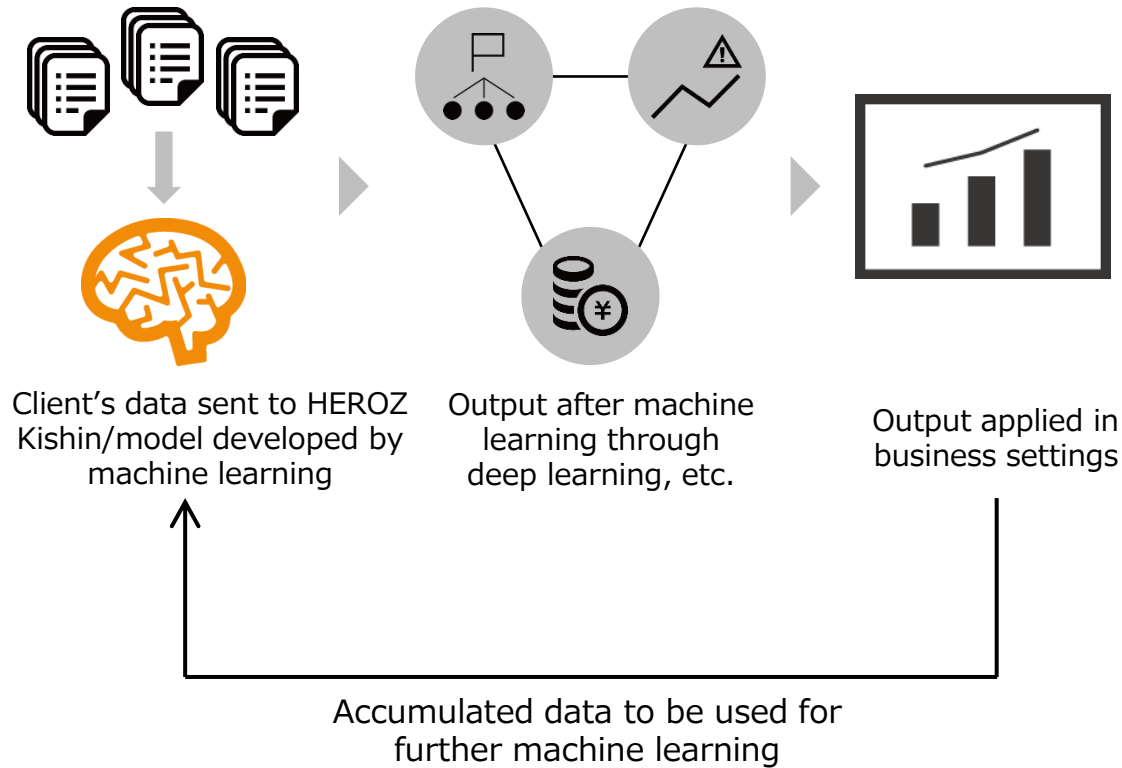 ¥
Client’s data sent to HEROZ
Kishin/model developed by
machine learning
Output after machine
learning through
deep learning, etc.
Output applied in
business settings
Accumulated data to be used for
further machine learning